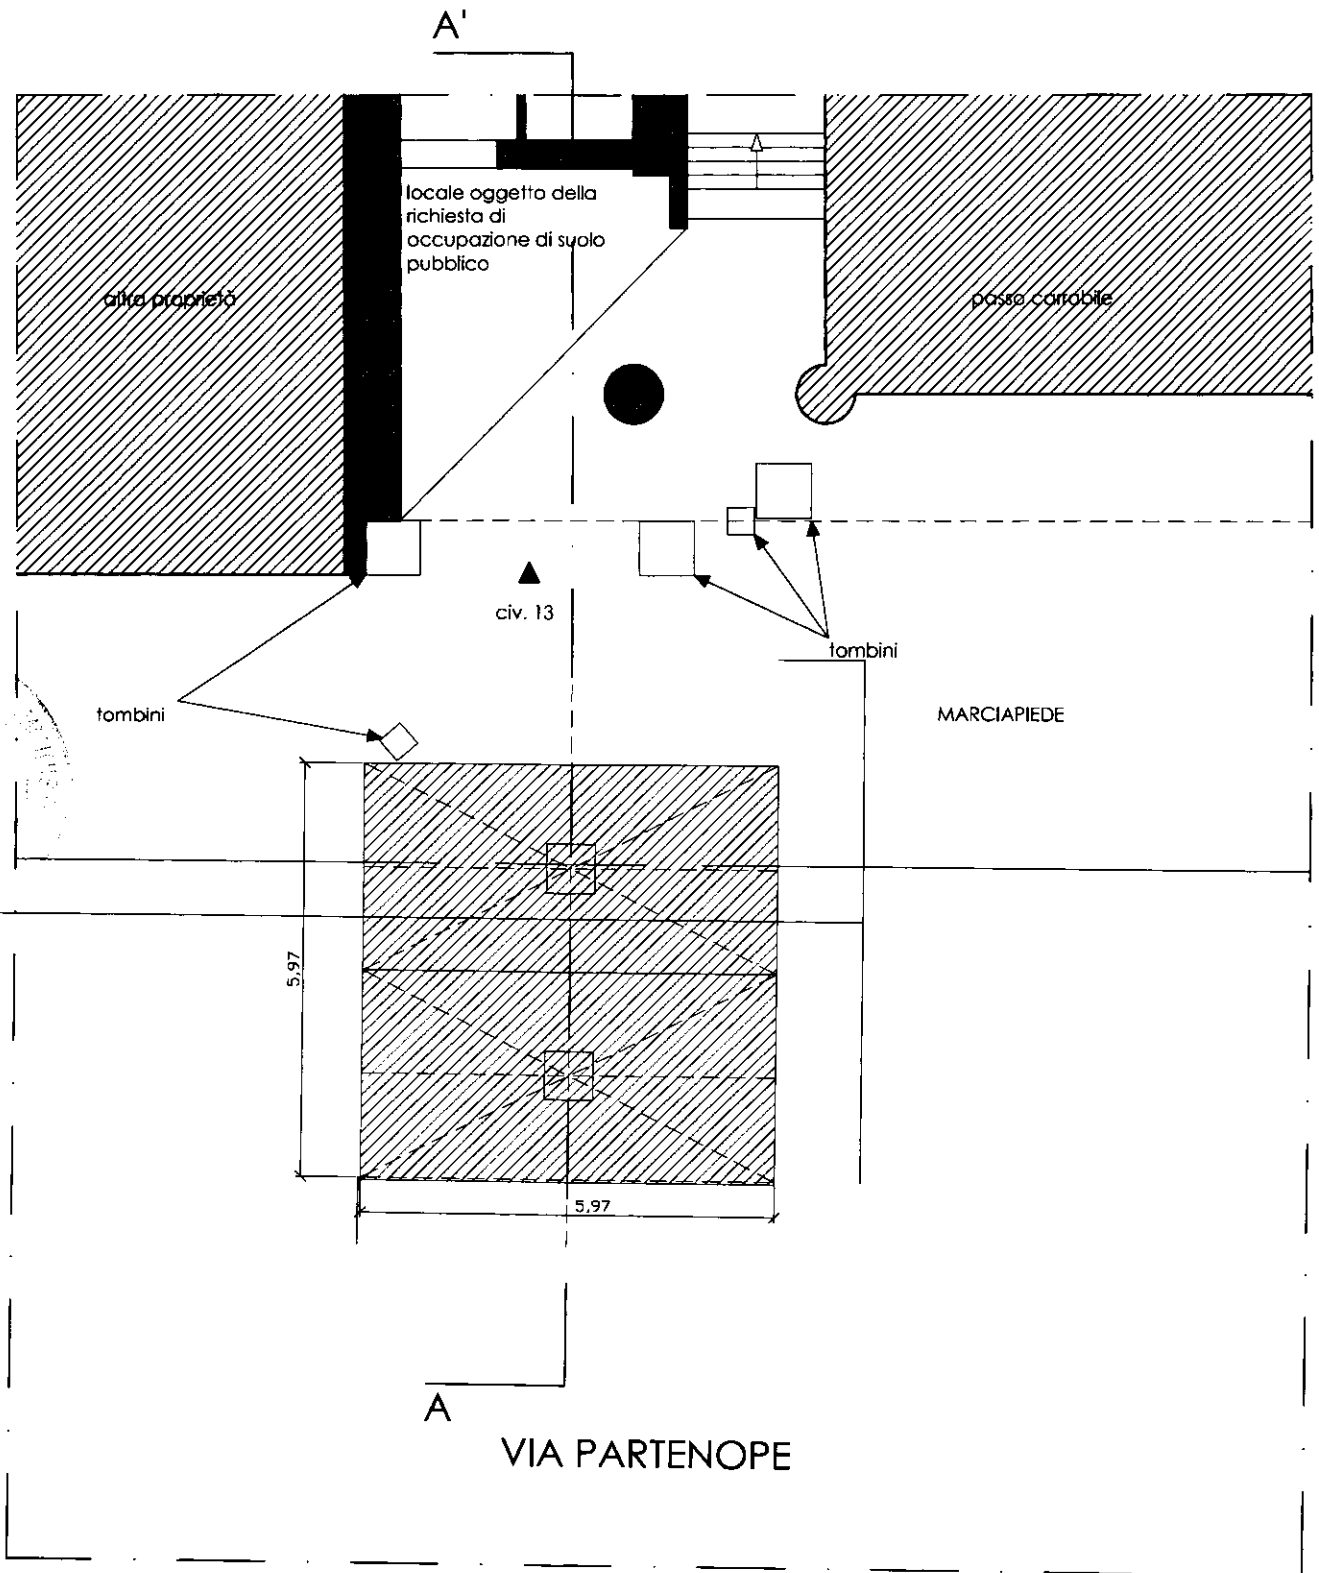 A'
locale oggetto della
richiesta di
occupazione di suolo
pubblico
altra proprietà
passo carrabile
civ. 13
tombini
tombini
MARCIAPIEDE
5,97
5,97
A
VIA PARTENOPE